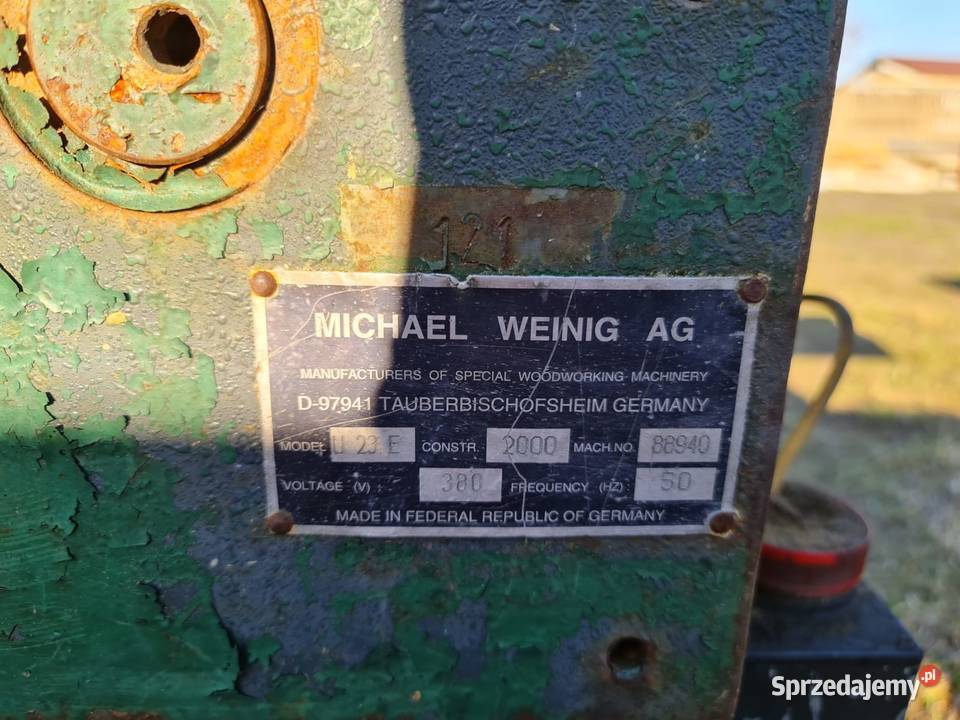 121
MICHAEL WEINIG AG
MANUFACTURERS OF SPECIAL WOODWORKING MACHINERY
D-97941 TAUBERBISCHOFSHEIM GERMANY
MODEL U 23 E CONSTR. 2000 MACH.NO. 88940
VOLTAGE (V) : 380 FREQUENCY (HZ) : 50
MADE IN FEDERAL REPUBLIC OF GERMANY
Sprzedajemy.pl